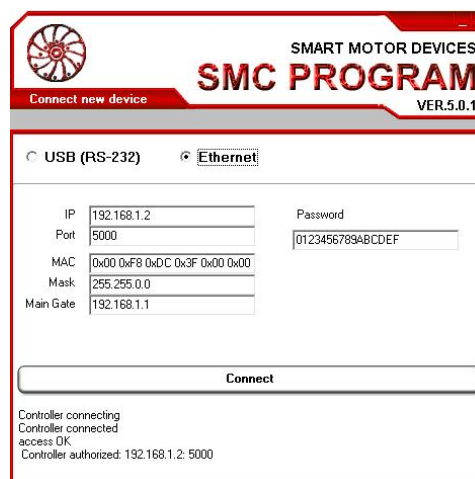 SMART MOTOR DEVICES
SMC PROGRAM
Connect new device
VER.5.0.1
USB (RS-232)
Ethernet
IP 192.168.1.2
Password
Port 5000
0123456789ABCDEF
MAC 0x00 0xF8 0xDC 0x3F 0x00 0x00
Mask 255.255.0.0
Main Gate 192.168.1.1
Connect
Controller connecting
Controller connected
access OK
Controller authorized: 192.168.1.2: 5000